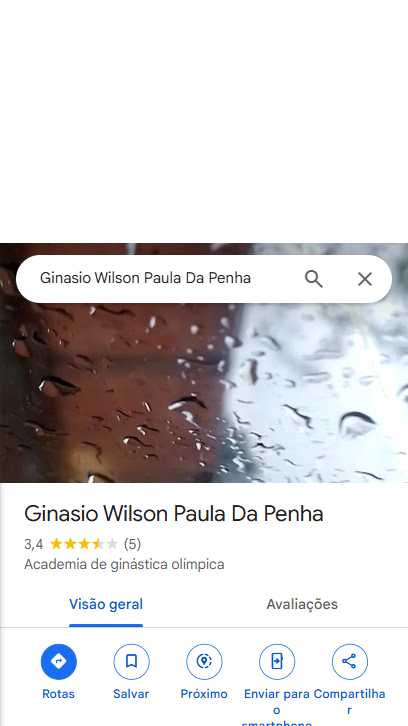 Ginasio Wilson Paula Da Penha
Ginasio Wilson Paula Da Penha
3,4 (5)
Academia de ginástica olímpica
Visão geral Avaliações
Rotas Salvar Próximo Enviar para o smartphone Compartilhar